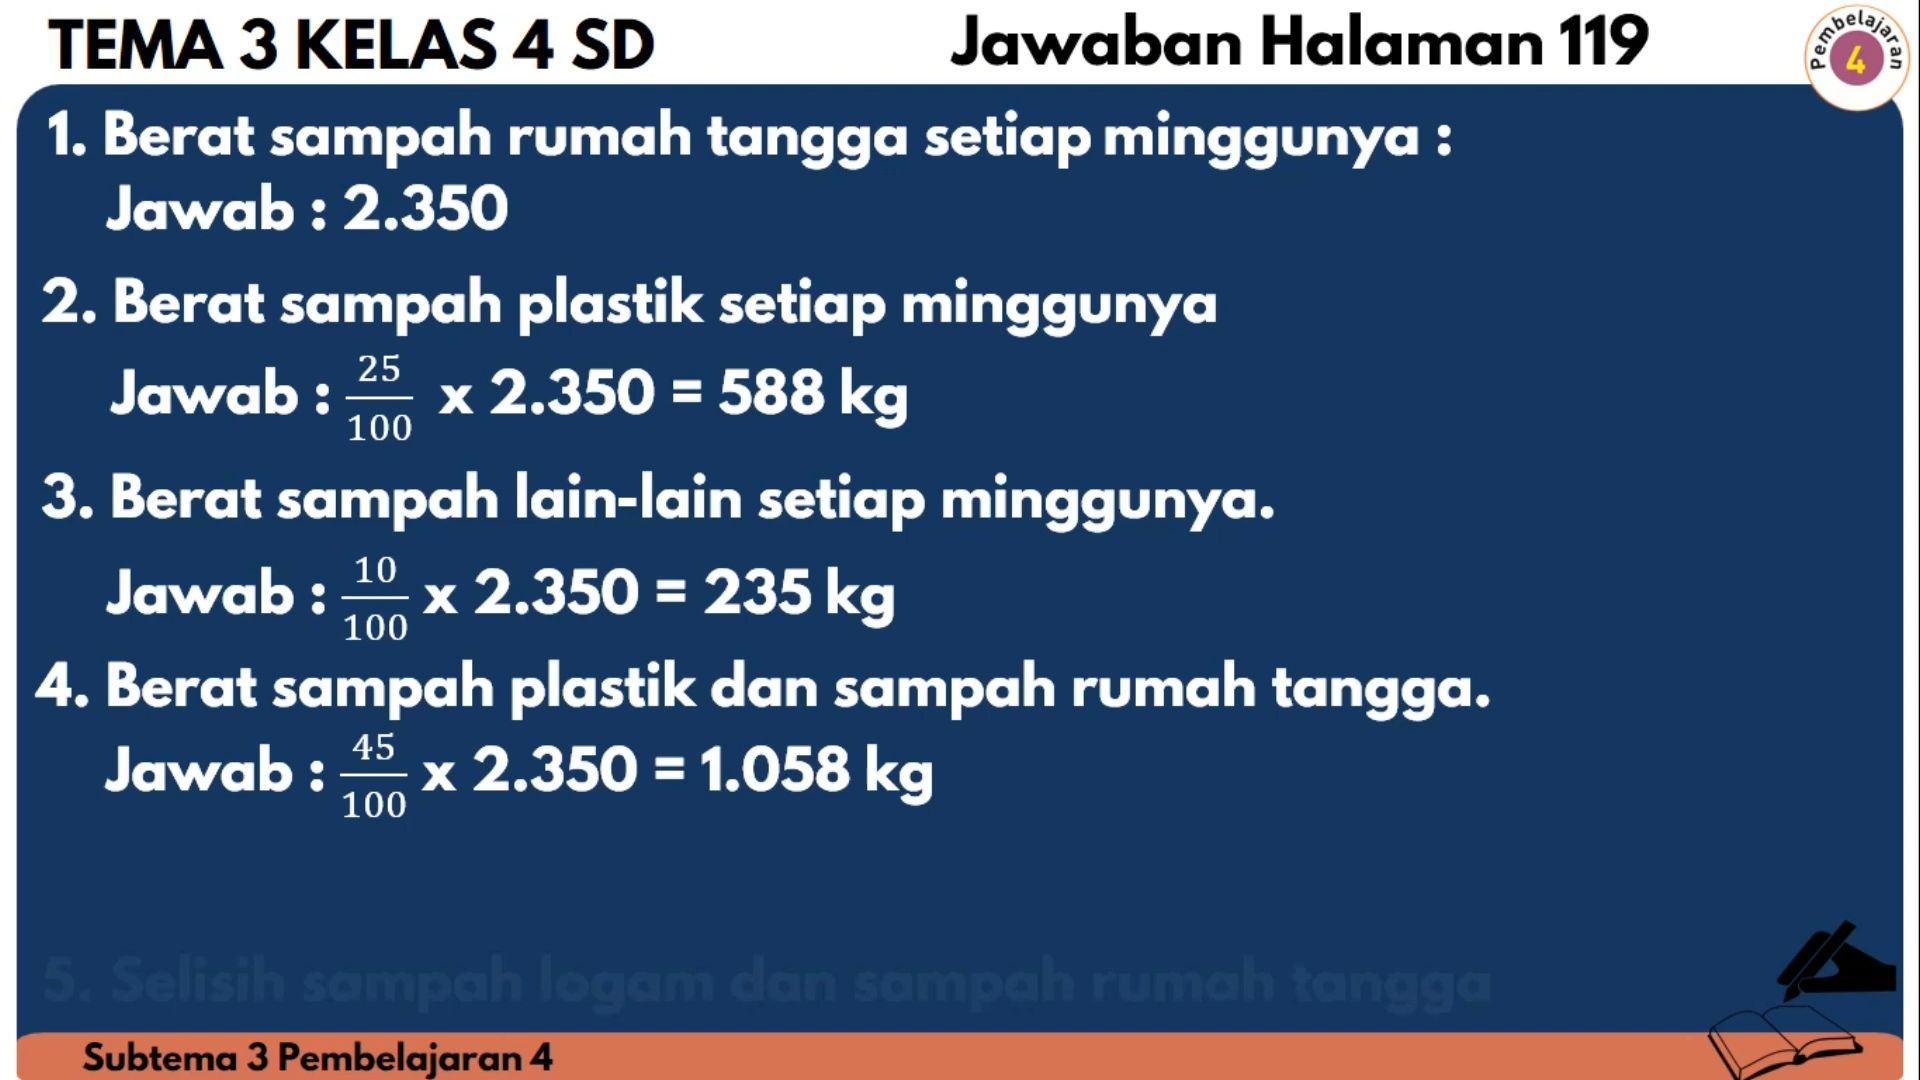 TEMA 3 KELAS 4 SD
Jawaban Halaman 119
Pembelajaran
4
1. Berat sampah rumah tangga setiap minggunya :
Jawab : 2.350
2. Berat sampah plastik setiap minggunya
Jawab : 25/100 x 2.350 = 588 kg
3. Berat sampah lain-lain setiap minggunya.
Jawab : 10/100 x 2.350 = 235 kg
4. Berat sampah plastik dan sampah rumah tangga.
Jawab : 45/100 x 2.350 = 1.058 kg
5. Selisih sampah logam dan sampah rumah tangga
Subtema 3 Pembelajaran 4